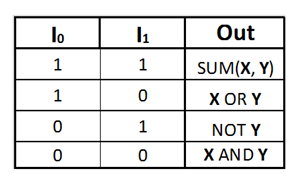 I₀ I₁ Out
1 1 SUM(X, Y)
1 0 X OR Y
0 1 NOT Y
0 0 X AND Y